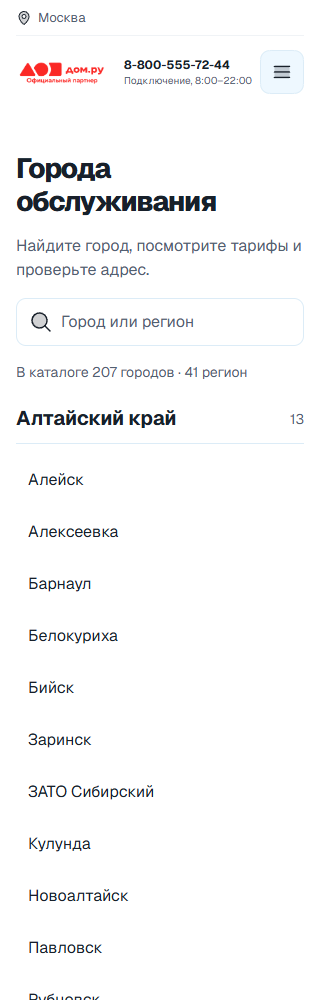 Москва
дом.ру
Официальный партнер
8-800-555-72-44
Подключение, 8:00–22:00
Города
обслуживания
Найдите город, посмотрите тарифы и
проверьте адрес.
Город или регион
В каталоге 207 городов · 41 регион
Алтайский край 13
Алейск
Алексеевка
Барнаул
Белокуриха
Бийск
Заринск
ЗАТО Сибирский
Кулунда
Новоалтайск
Павловск
Рубцовск